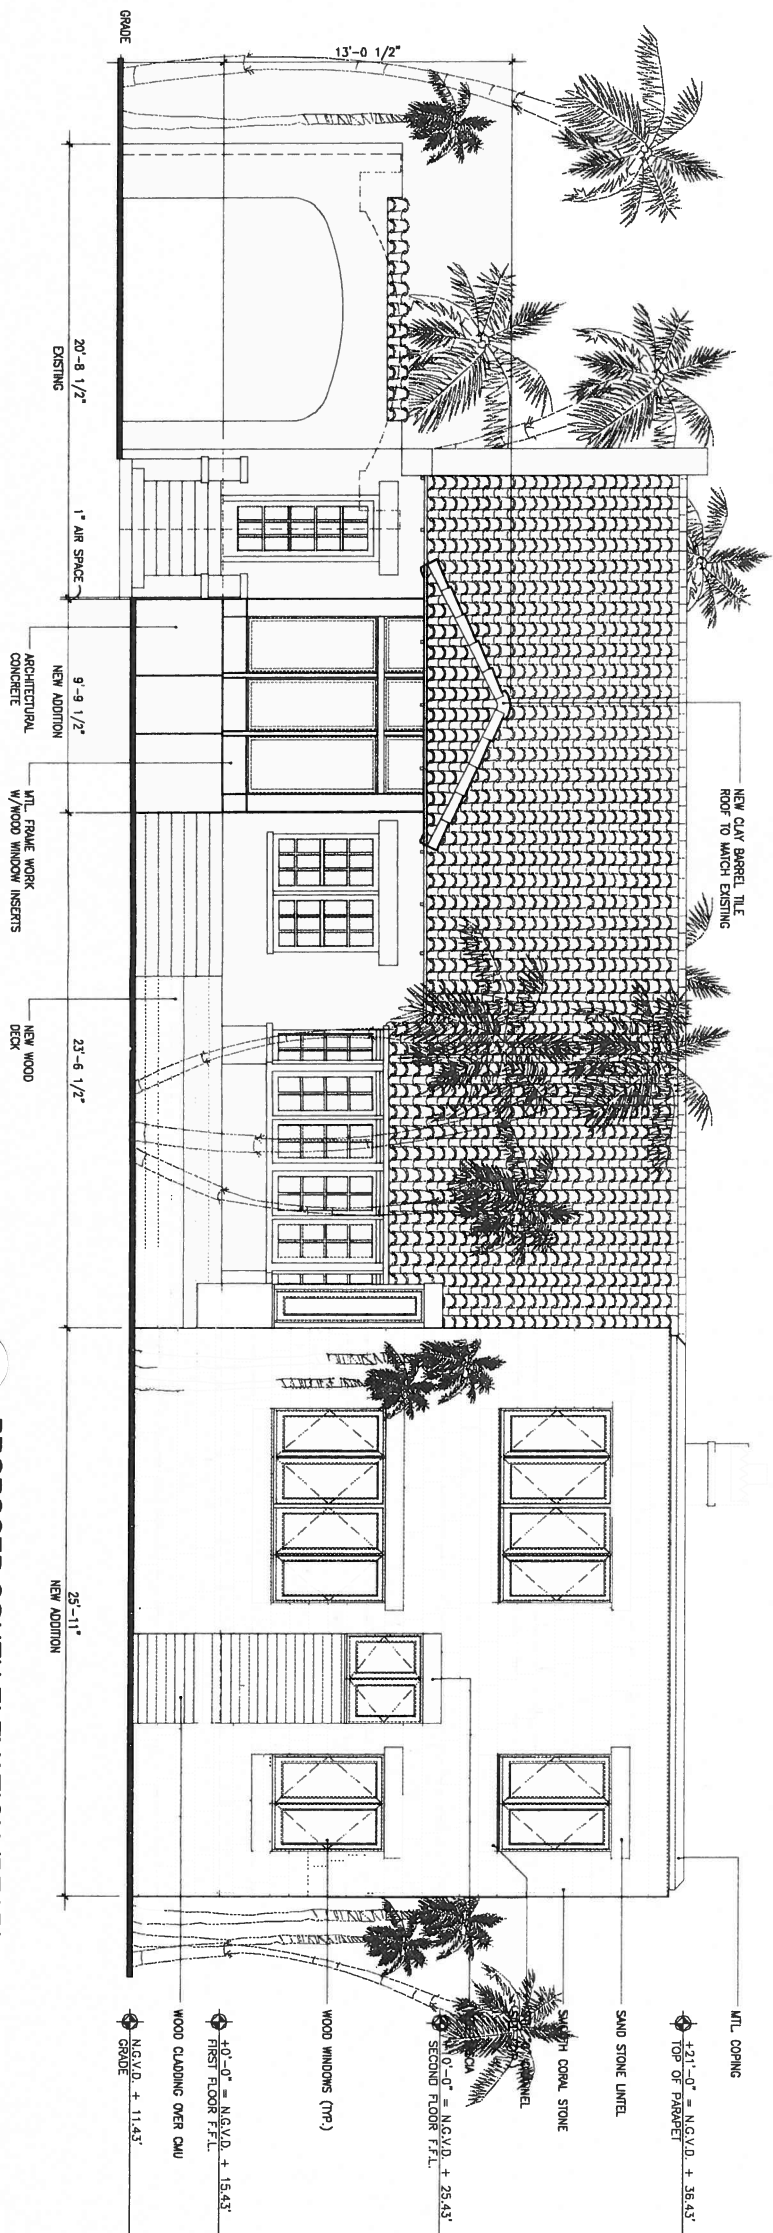 GRADE
13'-0 1/2"
20'-8 1/2"
EXISTING
1" AIR SPACE
9'-9 1/2"
NEW ADDITION
ARCHITECTURAL
CONCRETE
MTL. FRAME WORK
W/WOOD WINDOW INSERTS
NEW CLAY BARREL TILE
ROOF TO MATCH EXISTING
23'-6 1/2"
NEW WOOD
DECK
25'-11"
NEW ADDITION
MTL. COPING
+21'-0" = N.G.V.D. + 36.43'
TOP OF PARAPET
SAND STONE LINTEL
CORAL STONE
0'-0" = N.G.V.D. + 25.43'
SECOND FLOOR F.F.L.
WOOD WINDOWS (TYP.)
+0'-0" = N.G.V.D. + 15.43'
FIRST FLOOR F.F.L.
WOOD CLADDING OVER CMU
N.G.V.D. + 11.43'
GRADE